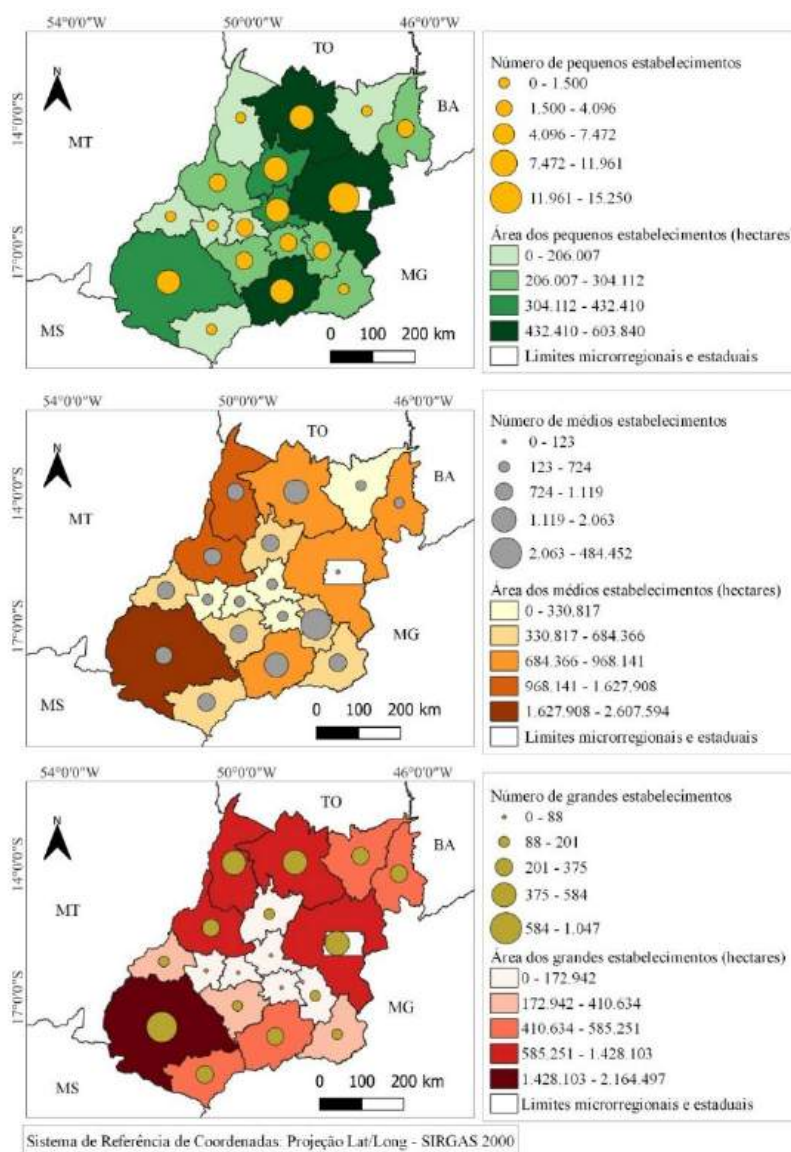 54°0'0"W 50°0'0"W 46°0'0"W
TO
N
BA
14°0'0"S
MT
17°0'0"S
MG
MS
0 100 200 km
Número de pequenos estabelecimentos
0 - 1.500
1.500 - 4.096
4.096 - 7.472
7.472 - 11.961
11.961 - 15.250
Área dos pequenos estabelecimentos (hectares)
0 - 206.007
206.007 - 304.112
304.112 - 432.410
432.410 - 603.840
Limites microrregionais e estaduais
54°0'0"W 50°0'0"W 46°0'0"W
TO
N
BA
14°0'0"S
MT
17°0'0"S
MG
MS
0 100 200 km
Número de médios estabelecimentos
0 - 123
123 - 724
724 - 1.119
1.119 - 2.063
2.063 - 484.452
Área dos médios estabelecimentos (hectares)
0 - 330.817
330.817 - 684.366
684.366 - 968.141
968.141 - 1.627.908
1.627.908 - 2.607.594
Limites microrregionais e estaduais
54°0'0"W 50°0'0"W 46°0'0"W
TO
N
BA
14°0'0"S
MT
17°0'0"S
MG
MS
0 100 200 km
Número de grandes estabelecimentos
0 - 88
88 - 201
201 - 375
375 - 584
584 - 1.047
Área dos grandes estabelecimentos (hectares)
0 - 172.942
172.942 - 410.634
410.634 - 585.251
585.251 - 1.428.103
1.428.103 - 2.164.497
Limites microrregionais e estaduais
Sistema de Referência de Coordenadas: Projeção Lat/Long - SIRGAS 2000